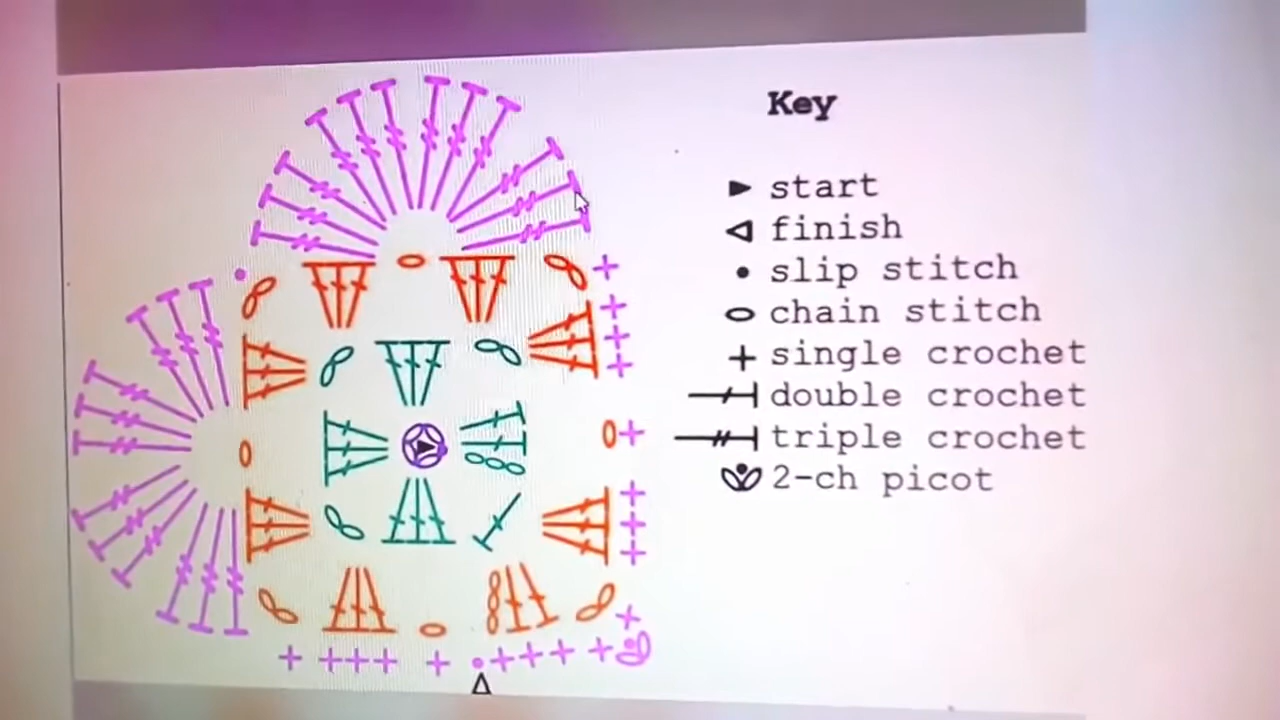 Key
start
finish
slip stitch
chain stitch
single crochet
double crochet
triple crochet
2-ch picot